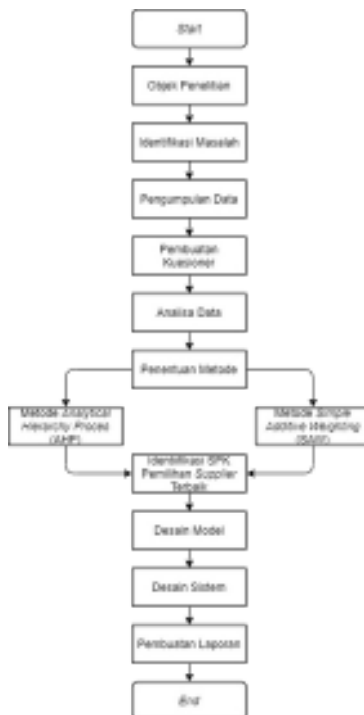 Start
Objek Penelitian
Identifikasi Masalah
Pengumpulan Data
Pembuatan
Kuesioner
Analisa Data
Penentuan Metode
Metode Analytical
Hierarchy Proces
(AHP)
Metode Simple
Additive Weighting
(SAW)
Identifikasi SPK
Pemilihan Supplier
Terbaik
Desain Model
Desain Sistem
Pembuatan Laporan
End